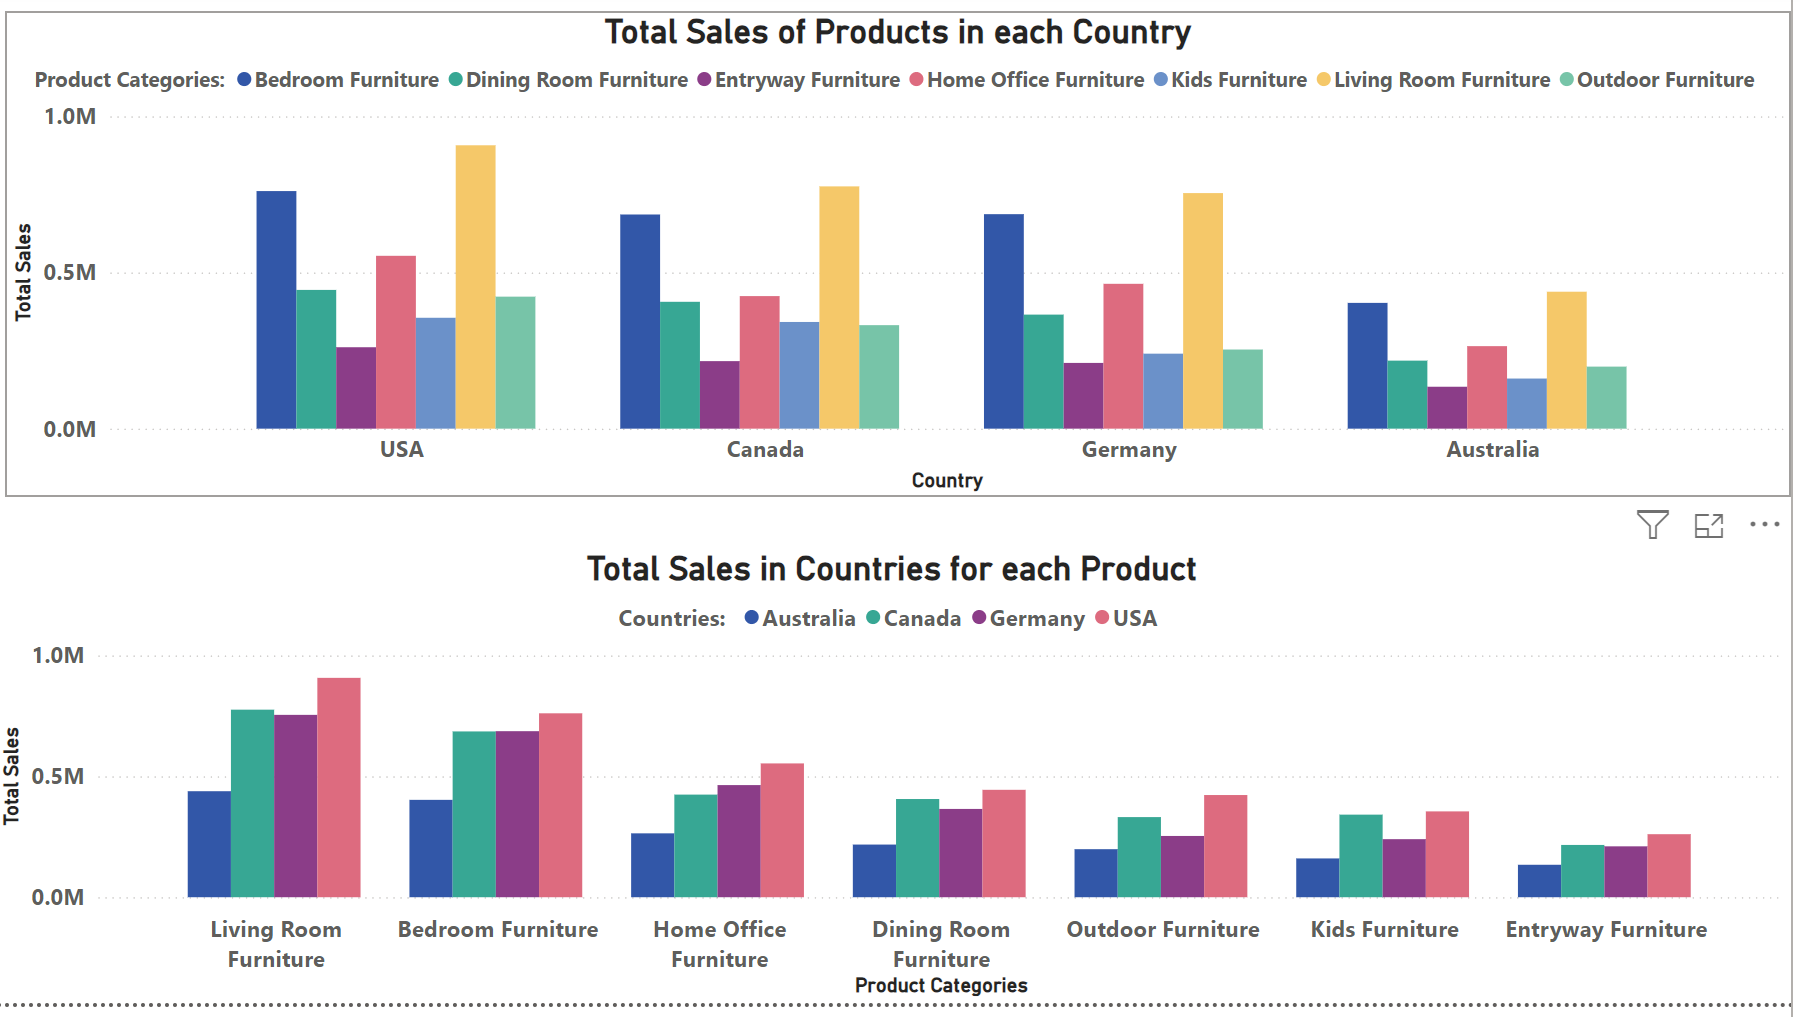 Total Sales of Products in each Country
Product Categories: Bedroom Furniture Dining Room Furniture Entryway Furniture Home Office Furniture Kids Furniture Living Room Furniture Outdoor Furniture
1.0M
0.5M
0.0M
Total Sales
USA Canada Germany Australia
Country
Total Sales in Countries for each Product
Countries: Australia Canada Germany USA
1.0M
0.5M
0.0M
Total Sales
Living Room Furniture
Bedroom Furniture
Home Office Furniture
Dining Room Furniture
Outdoor Furniture
Kids Furniture
Entryway Furniture
Product Categories